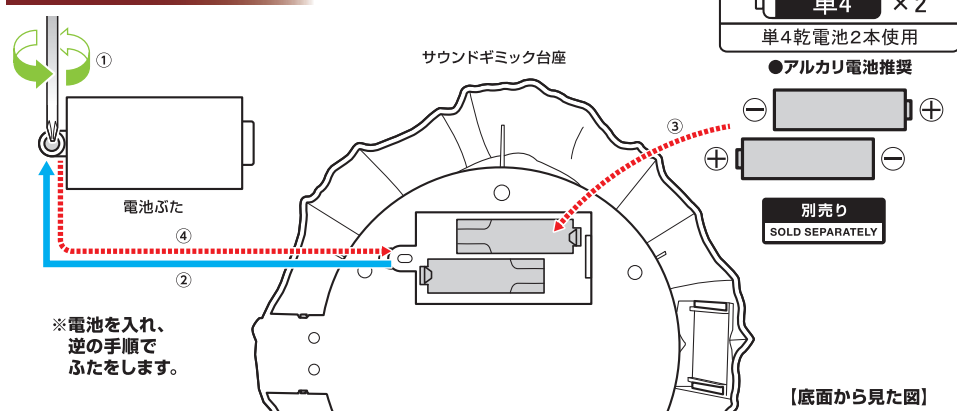 単4 ×2
単4乾電池2本使用
●アルカリ電池推奨
サウンドギミック台座
①
③
⊖ ⊕
⊕ ⊖
電池ぶた
別売り
SOLD SEPARATELY
④
②
※電池を入れ、
逆の手順で
ふたをします。
【底面から見た図】